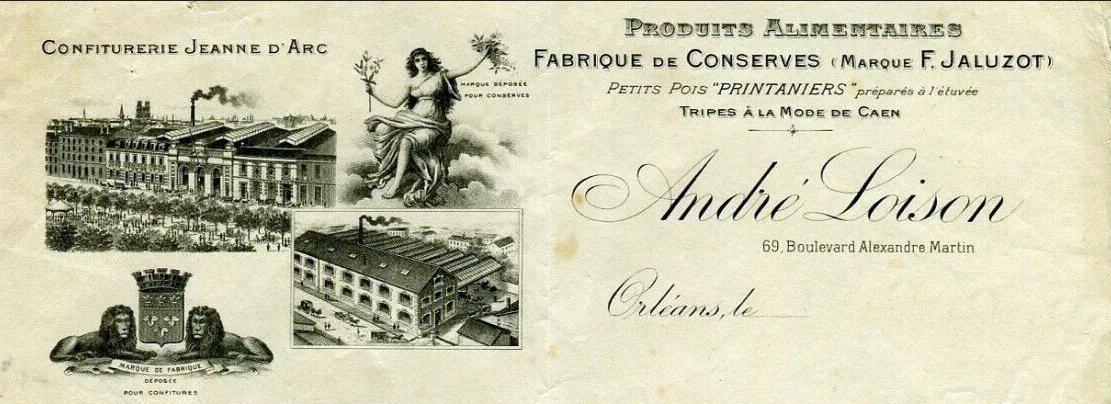 CONFITURERIE JEANNE D'ARC
MARQUE DÉPOSÉE
POUR CONSERVES
MARQUE DE FABRIQUE
DÉPOSÉE
POUR CONFITURES
PRODUITS ALIMENTAIRES
FABRIQUE DE CONSERVES (MARQUE F. JALUZOT)
PETITS POIS "PRINTANIERS" préparés à l'étuvée
TRIPES À LA MODE DE CAEN
André Loison
69, Boulevard Alexandre Martin
Orléans, le